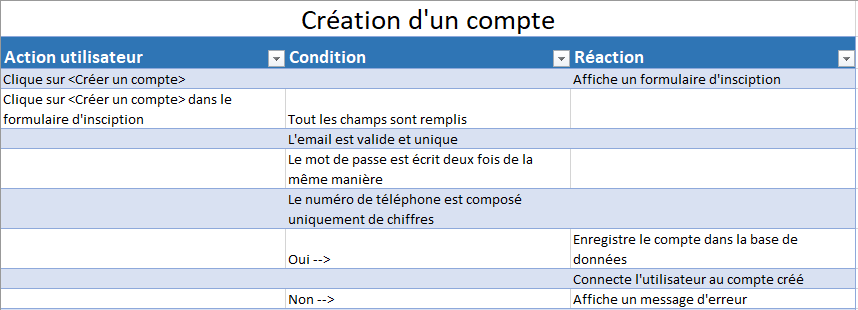 Création d'un compte
Action utilisateur Condition Réaction
Clique sur <Créer un compte> Affiche un formulaire d'insciption
Clique sur <Créer un compte> dans le
formulaire d'insciption Tout les champs sont remplis
L'email est valide et unique
Le mot de passe est écrit deux fois de la
même manière
Le numéro de téléphone est composé
uniquement de chiffres
Enregistre le compte dans la base de
Oui --> données
Connecte l'utilisateur au compte créé
Non --> Affiche un message d'erreur